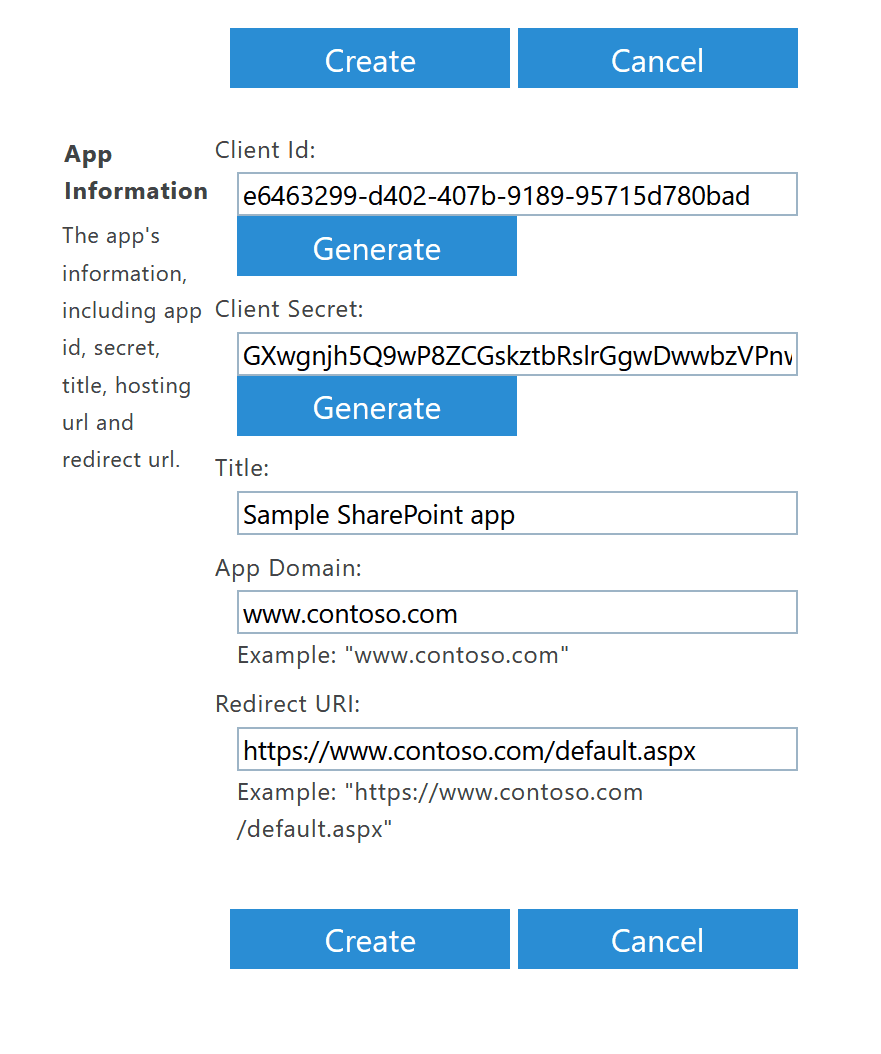 Create Cancel
App
Information
The app's
information,
including app
id, secret,
title, hosting
url and
redirect url.
Client Id:
e6463299-d402-407b-9189-95715d780bad
Generate
Client Secret:
GXwgnjh5Q9wP8ZCGskztbRslrGgwDwwbzVPnw
Generate
Title:
Sample SharePoint app
App Domain:
www.contoso.com
Example: "www.contoso.com"
Redirect URI:
https://www.contoso.com/default.aspx
Example: "https://www.contoso.com
/default.aspx"
Create Cancel